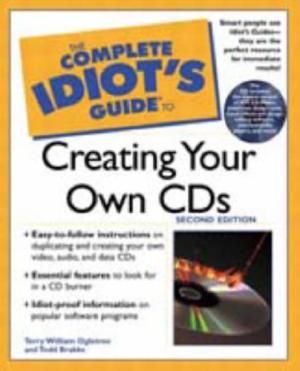 THE
COMPLETE
IDIOT'S
GUIDE TO
Smart people use
Idiot's Guides—
they are the
perfect resource
for immediate
results!
Creating Your
Own CDs
SECOND EDITION
Easy-to-follow instructions on
duplicating and creating your own
video, audio, and data CDs
Essential features to look for
in a CD burner
Idiot-proof information on
popular software programs
Terry William Ogletree
and Todd Brakke